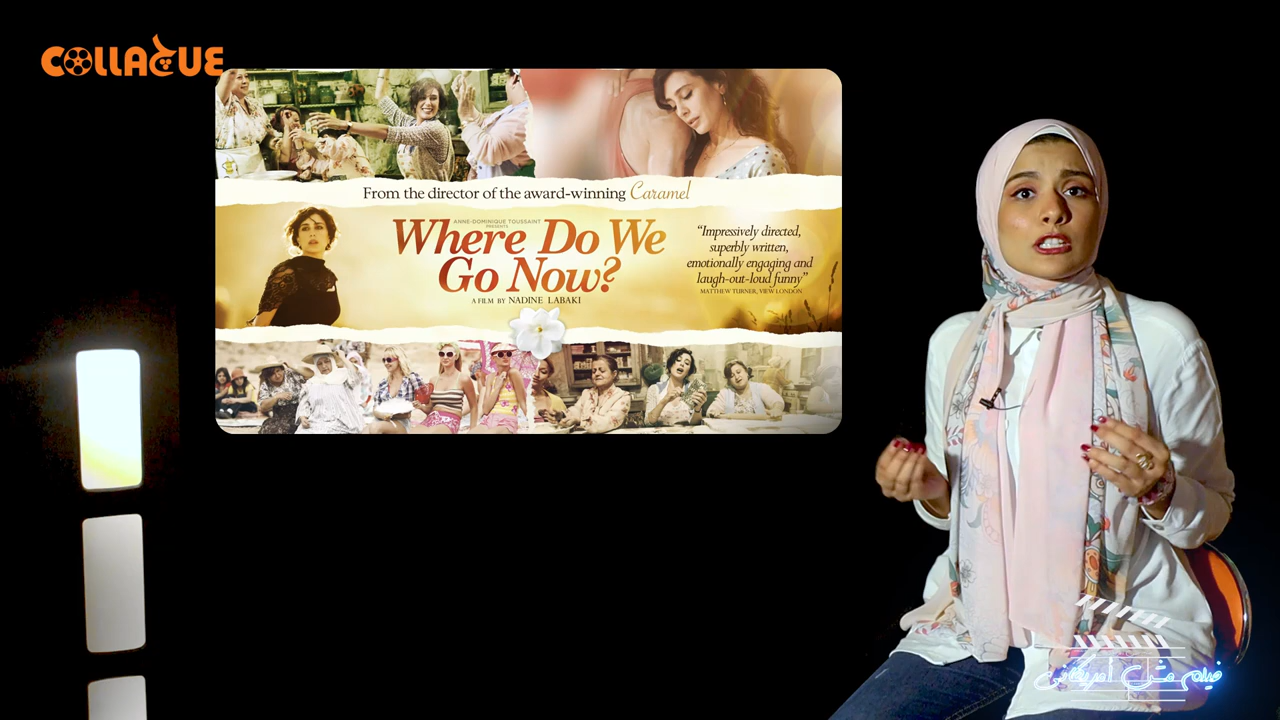 COLLAGUE
From the director of the award-winning Caramel
ANNE-DOMINIQUE TOUSSAINT
PRESENTS
Where Do We
Go Now?
A FILM BY NADINE LABAKI
“Impressively directed,
superbly written,
emotionally engaging and
laugh-out-loud funny”
MATTHEW TURNER, VIEW LONDON
فيلم مش أمريكاني